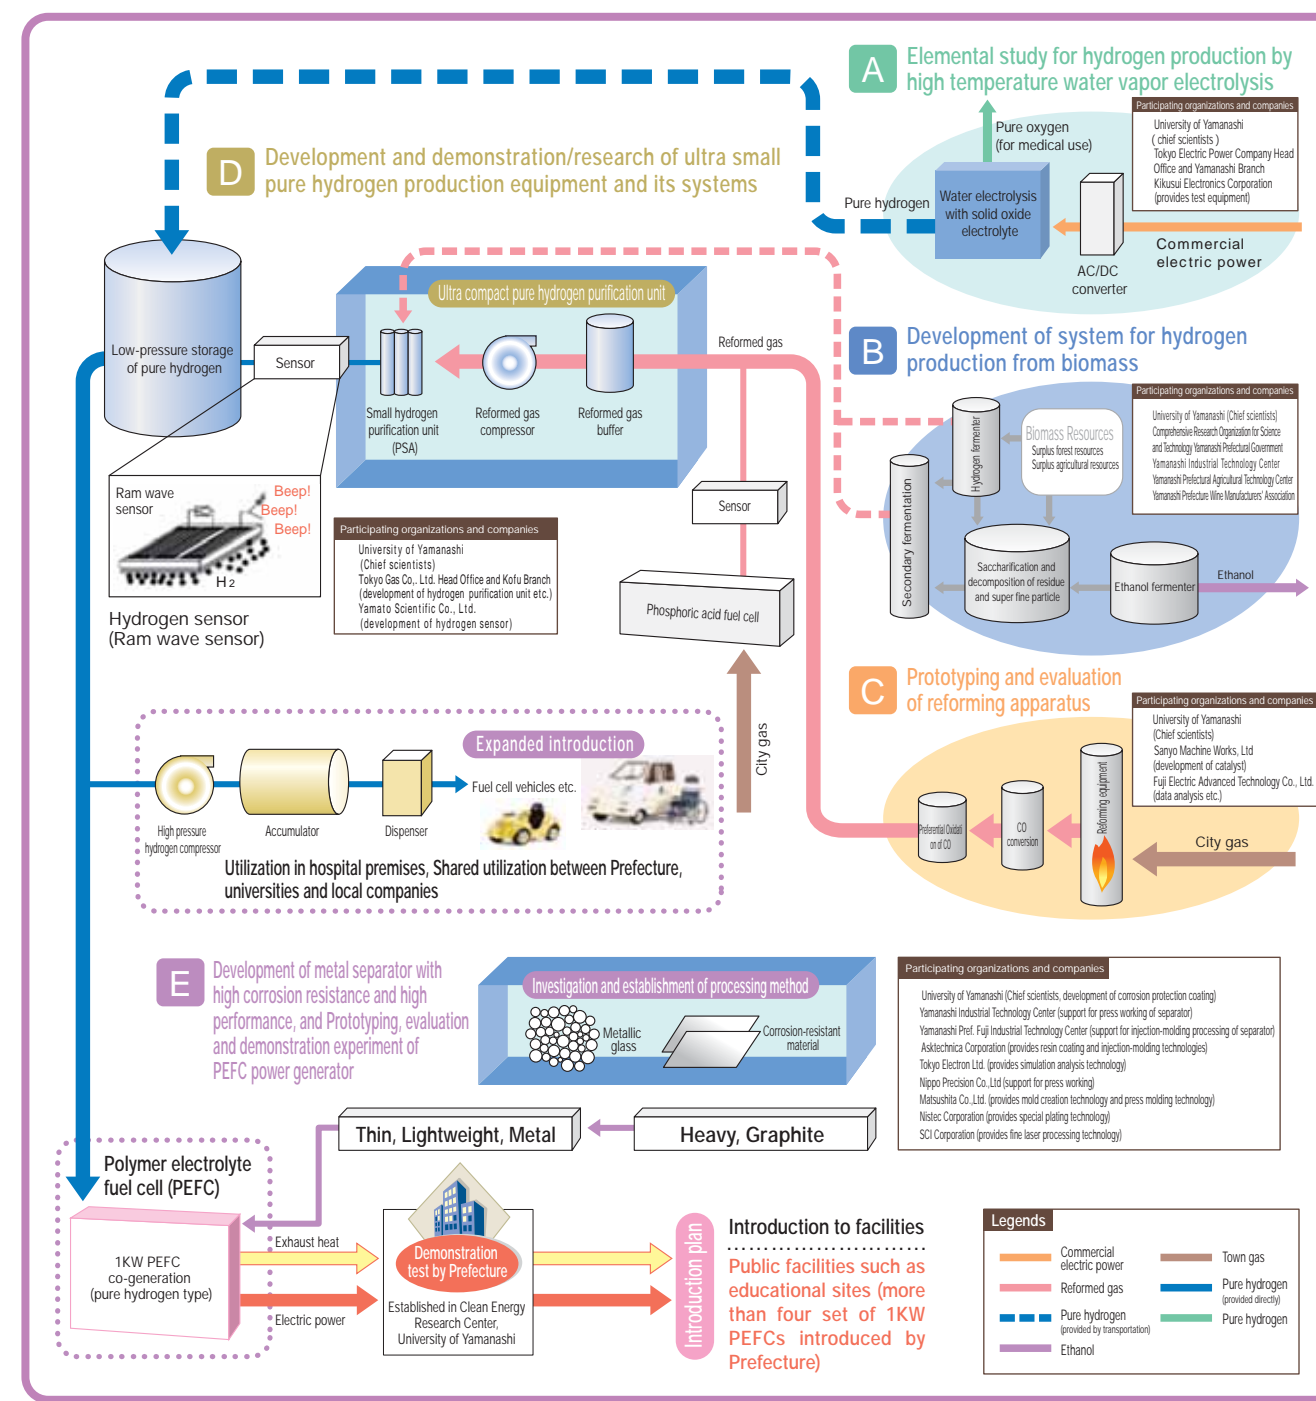 A
Elemental study for hydrogen production by
high temperature water vapor electrolysis
Participating organizations and companies
University of Yamanashi
( chief scientists )
Tokyo Electric Power Company Head
Office and Yamanashi Branch
Kikusui Electronics Corporation
(provides test equipment)
Pure oxygen
(for medical use)
Pure hydrogen
Water electrolysis
with solid oxide
electrolyte
AC/DC
converter
Commercial
electric power
D
Development and demonstration/research of ultra small
pure hydrogen production equipment and its systems
Low-pressure storage
of pure hydrogen
Sensor
Ultra compact pure hydrogen purification unit
Small hydrogen
purification unit
(PSA)
Reformed gas
compressor
Reformed gas
buffer
Reformed gas
Ram wave
sensor
Beep!
Beep!
Beep!
H2
Hydrogen sensor
(Ram wave sensor)
Participating organizations and companies
University of Yamanashi
(Chief scientists)
Tokyo Gas Co,. Ltd. Head Office and Kofu Branch
(development of hydrogen purification unit etc.)
Yamato Scientific Co., Ltd.
(development of hydrogen sensor)
Sensor
Phosphoric acid fuel cell
City gas
B
Development of system for hydrogen
production from biomass
Participating organizations and companies
University of Yamanashi (Chief scientists)
Comprehensive Research Organization for Science
and Technology Yamanashi Prefectural Government
Yamanashi Industrial Technology Center
Yamanashi Prefectural Agricultural Technology Center
Yamanashi Prefecture Wine Manufacturers' Association
Hydrogen fermenter
Biomass Resources
Surplus forest resources
Surplus agricultural resources
Secondary fermentation
Saccharification and
decomposition of residue
and super fine particle
Ethanol fermenter
Ethanol
C
Prototyping and evaluation
of reforming apparatus
Participating organizations and companies
University of Yamanashi
(Chief scientists)
Sanyo Machine Works, Ltd
(development of catalyst)
Fuji Electric Advanced Technology Co., Ltd.
(data analysis etc.)
Preferential Oxidati
on of CO
CO
conversion
Reforming equipment
City gas
Expanded introduction
Fuel cell vehicles etc.
High pressure
hydrogen compressor
Accumulator
Dispenser
Utilization in hospital premises, Shared utilization between Prefecture,
universities and local companies
E
Development of metal separator with
high corrosion resistance and high
performance, and Prototyping, evaluation
and demonstration experiment of
PEFC power generator
Investigation and establishment of processing method
Metallic
glass
Corrosion-resistant
material
Participating organizations and companies
University of Yamanashi (Chief scientists, development of corrosion protection coating)
Yamanashi Industrial Technology Center (support for press working of separator)
Yamanashi Pref. Fuji Industrial Technology Center (support for injection-molding processing of separator)
Asktechnica Corporation (provides resin coating and injection-molding technologies)
Tokyo Electron Ltd. (provides simulation analysis technology)
Nippo Precision Co.,Ltd (support for press working)
Matsushita Co.,Ltd. (provides mold creation technology and press molding technology)
Nistec Corporation (provides special plating technology)
SCI Corporation (provides fine laser processing technology)
Thin, Lightweight, Metal
Heavy, Graphite
Polymer electrolyte
fuel cell (PEFC)
1KW PEFC
co-generation
(pure hydrogen type)
Exhaust heat
Electric power
Demonstration
test by Prefecture
Established in Clean Energy
Research Center,
University of Yamanashi
Introduction plan
Introduction to facilities
Public facilities such as
educational sites (more
than four set of 1KW
PEFCs introduced by
Prefecture)
Legends
Commercial
electric power
Reformed gas
Pure hydrogen
(provided by transportation)
Ethanol
Town gas
Pure hydrogen
(provided directly)
Pure hydrogen